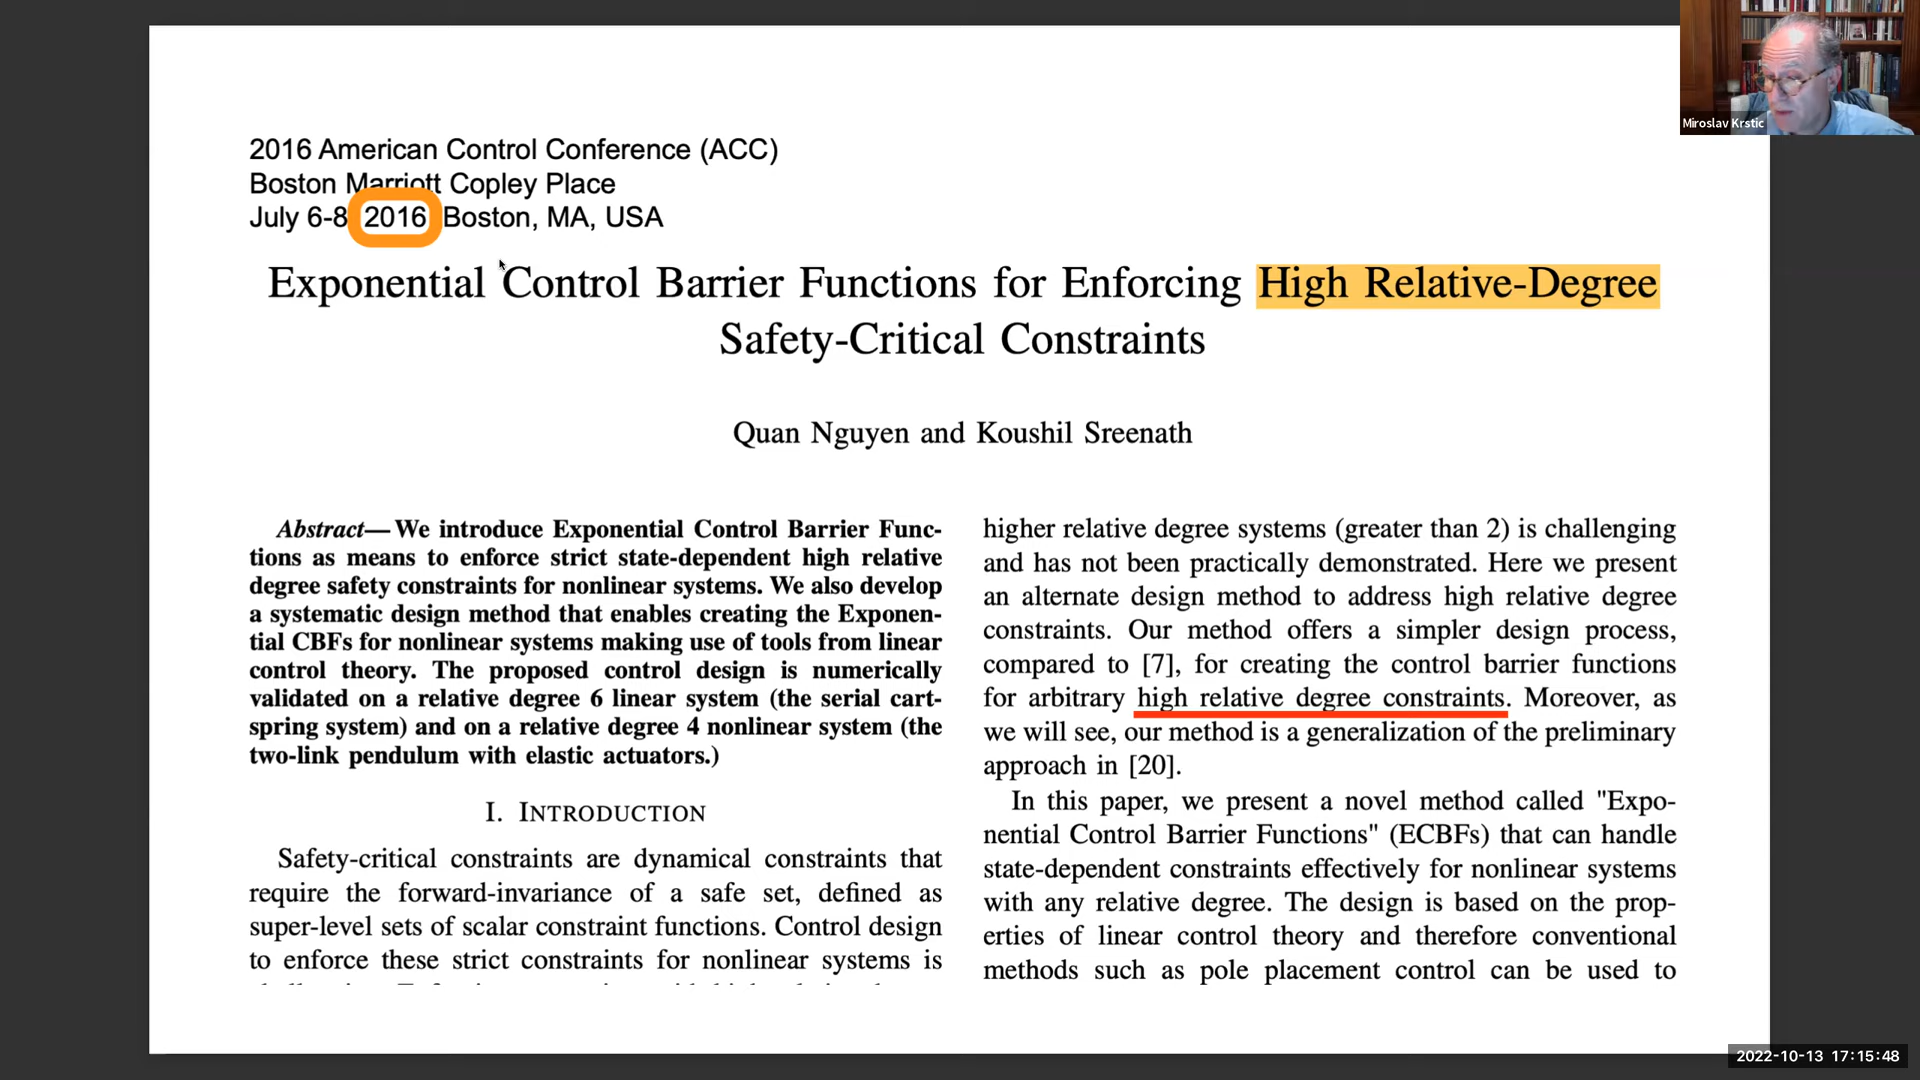 2016 American Control Conference (ACC)
Boston Marriott Copley Place
July 6-8 2016 Boston, MA, USA
Exponential Control Barrier Functions for Enforcing High Relative-Degree
Safety-Critical Constraints
Quan Nguyen and Koushil Sreenath
Abstract—We introduce Exponential Control Barrier Func-
tions as means to enforce strict state-dependent high relative
degree safety constraints for nonlinear systems. We also develop
a systematic design method that enables creating the Exponen-
tial CBFs for nonlinear systems making use of tools from linear
control theory. The proposed control design is numerically
validated on a relative degree 6 linear system (the serial cart-
spring system) and on a relative degree 4 nonlinear system (the
two-link pendulum with elastic actuators.)
I. INTRODUCTION
Safety-critical constraints are dynamical constraints that
require the forward-invariance of a safe set, defined as
super-level sets of scalar constraint functions. Control design
to enforce these strict constraints for nonlinear systems is
higher relative degree systems (greater than 2) is challenging
and has not been practically demonstrated. Here we present
an alternate design method to address high relative degree
constraints. Our method offers a simpler design process,
compared to [7], for creating the control barrier functions
for arbitrary high relative degree constraints. Moreover, as
we will see, our method is a generalization of the preliminary
approach in [20].
In this paper, we present a novel method called "Expo-
nential Control Barrier Functions" (ECBFs) that can handle
state-dependent constraints effectively for nonlinear systems
with any relative degree. The design is based on the prop-
erties of linear control theory and therefore conventional
methods such as pole placement control can be used to
Miroslav Krstic
2022-10-13 17:15:48